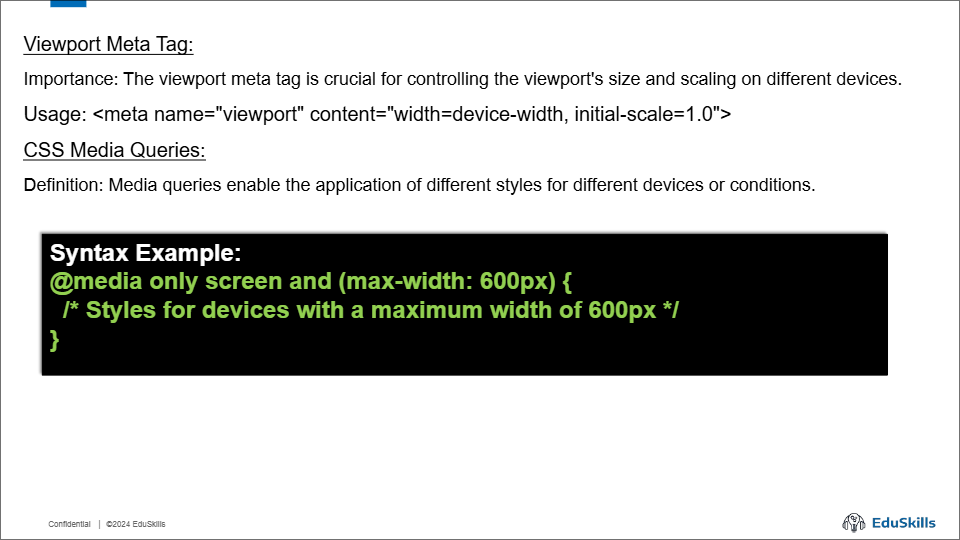 Viewport Meta Tag:
Importance: The viewport meta tag is crucial for controlling the viewport's size and scaling on different devices.
Usage: <meta name="viewport" content="width=device-width, initial-scale=1.0">
CSS Media Queries:
Definition: Media queries enable the application of different styles for different devices or conditions.
Syntax Example:
@media only screen and (max-width: 600px) {
  /* Styles for devices with a maximum width of 600px */
}
Confidential | ©2024 EduSkills
EduSkills